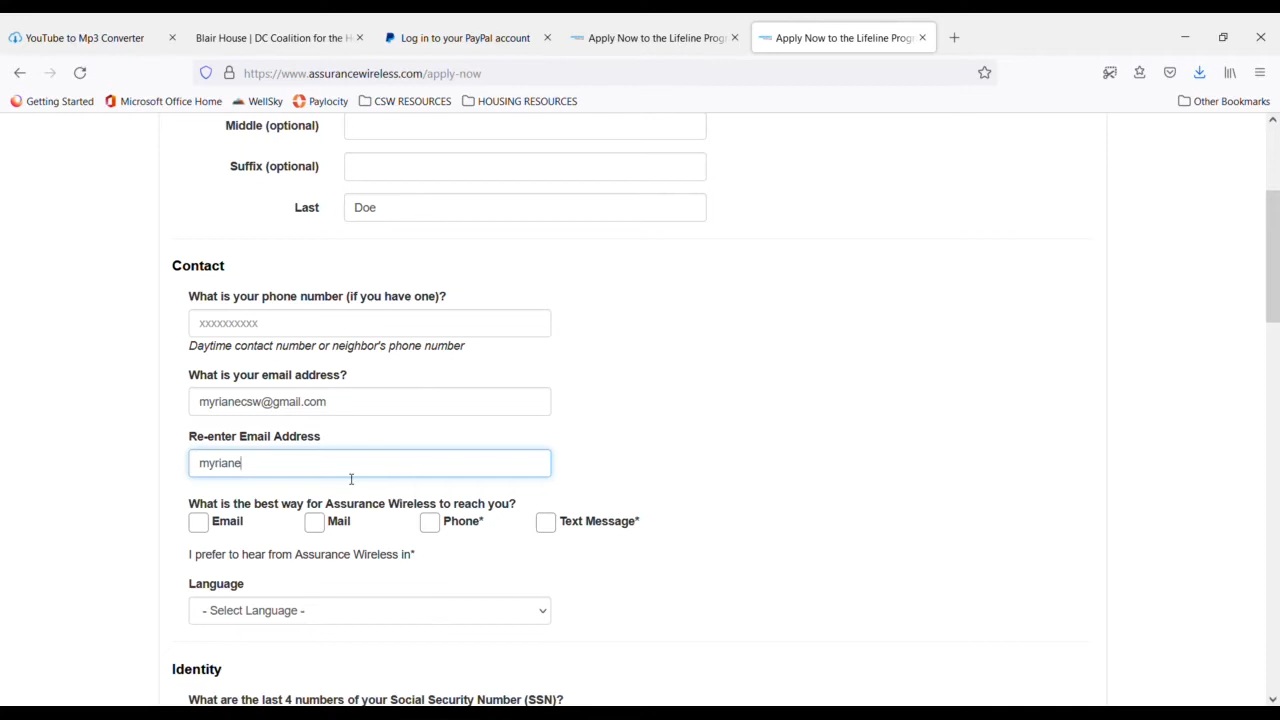 YouTube to Mp3 Converter
Blair House | DC Coalition for the H
Log in to your PayPal account
Apply Now to the Lifeline Progr
Apply Now to the Lifeline Progr
https://www.assurancewireless.com/apply-now
Getting Started
Microsoft Office Home
WellSky
Paylocity
CSW RESOURCES
HOUSING RESOURCES
Other Bookmarks
Middle (optional)
Suffix (optional)
Last
Doe
Contact
What is your phone number (if you have one)?
xxxxxxxxxx
Daytime contact number or neighbor's phone number
What is your email address?
myrianecsw@gmail.com
Re-enter Email Address
myriane
What is the best way for Assurance Wireless to reach you?
Email
Mail
Phone*
Text Message*
I prefer to hear from Assurance Wireless in*
Language
- Select Language -
Identity
What are the last 4 numbers of your Social Security Number (SSN)?